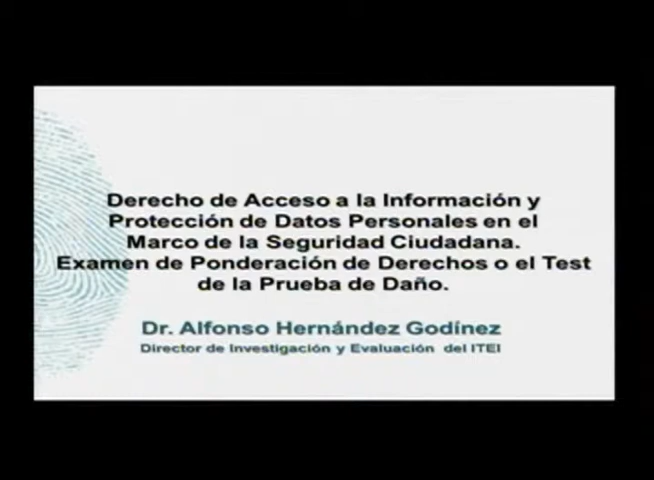 Derecho de Acceso a la Información y
Protección de Datos Personales en el
Marco de la Seguridad Ciudadana.
Examen de Ponderación de Derechos o el Test
de la Prueba de Daño.
Dr. Alfonso Hernández Godínez
Director de Investigación y Evaluación del ITEI